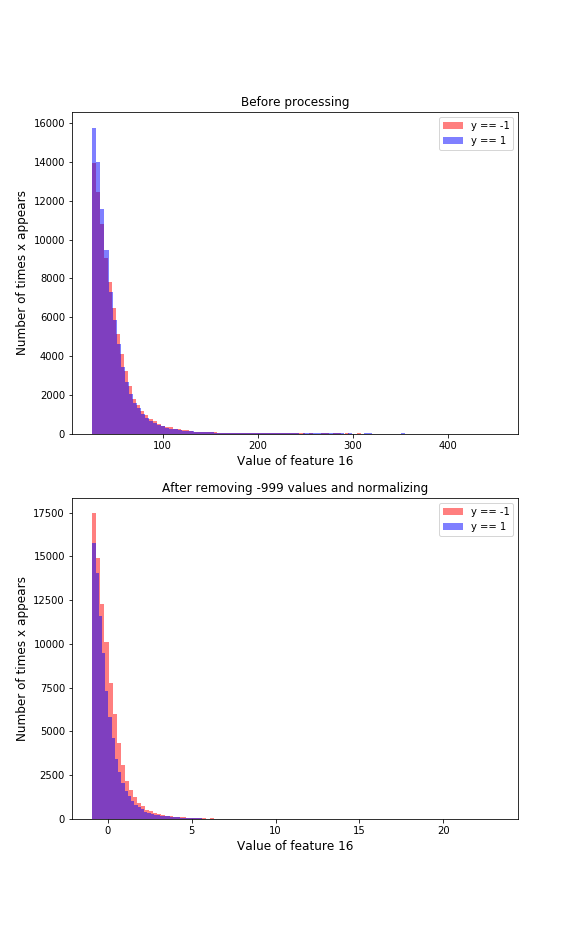 Before processing
16000
14000
12000
10000
8000
6000
4000
2000
0
Number of times x appears
y == -1
y == 1
100
200
300
400
Value of feature 16
After removing -999 values and normalizing
17500
15000
12500
10000
7500
5000
2500
0
Number of times x appears
y == -1
y == 1
0
5
10
15
20
Value of feature 16